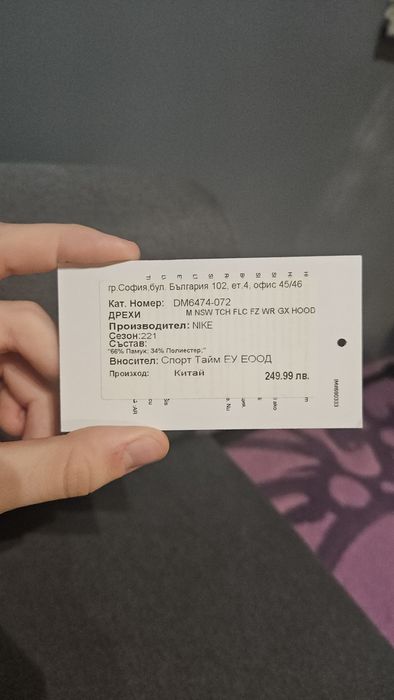 гр.София,бул. България 102, ет.4, офис 45/46
Кат. Номер: DM6474-072
ДРЕХИ M NSW TCH FLC FZ WR GX HOOD
Производител: NIKE
Сезон:221
Състав:
"66% Памук; 34% Полиестер;"
Вносител: Спорт Тайм ЕУ ЕООД
Произход: Китай
249.99 лв.